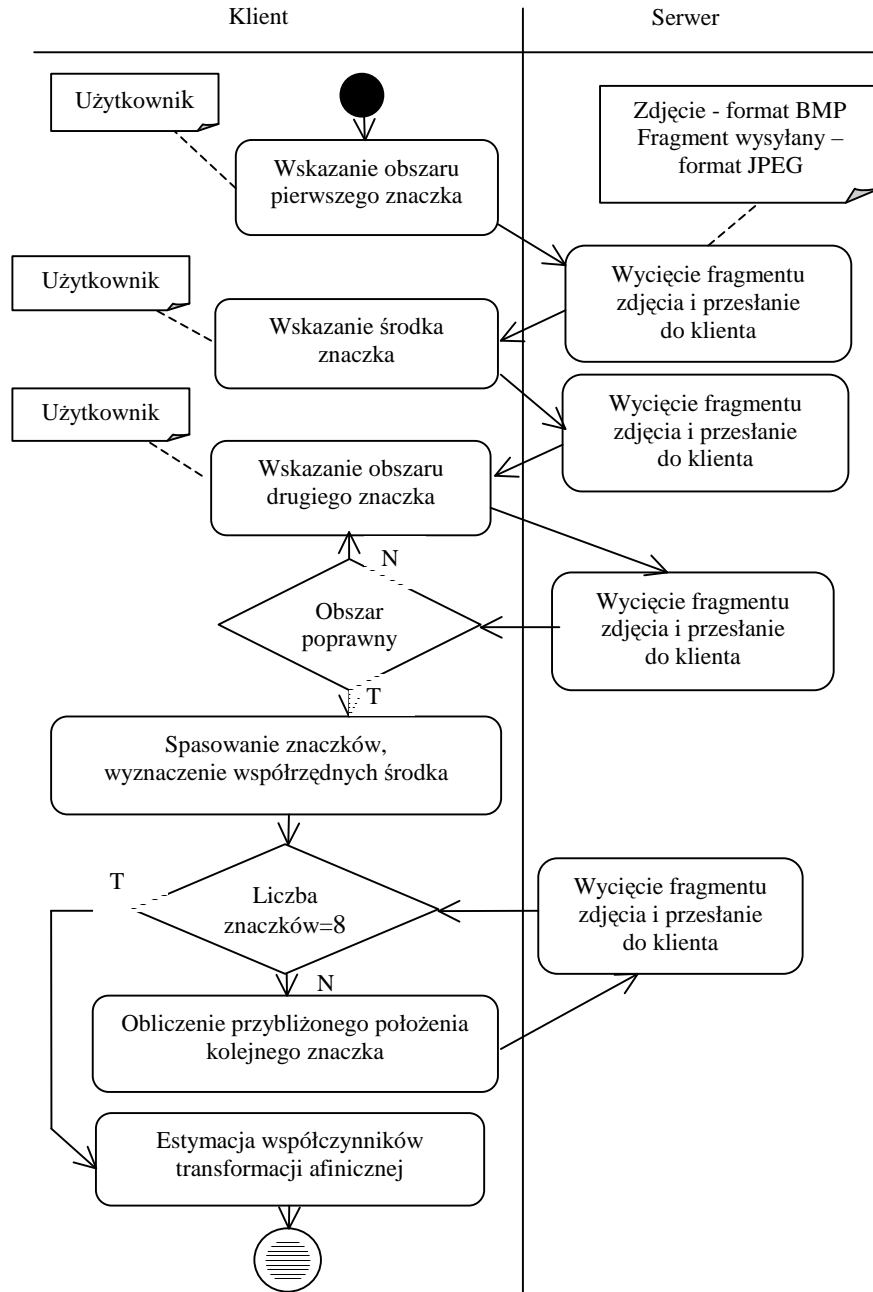 Klient
Serwer
Użytkownik
Zdjęcie - format BMP
Fragment wysyłany –
format JPEG
Wskazanie obszaru
pierwszego znaczka
Użytkownik
Wycięcie fragmentu
zdjęcia i przesłanie
do klienta
Wskazanie środka
znaczka
Użytkownik
Wycięcie fragmentu
zdjęcia i przesłanie
do klienta
Wskazanie obszaru
drugiego znaczka
N
Obszar
poprawny
Wycięcie fragmentu
zdjęcia i przesłanie
do klienta
T
Spasowanie znaczków,
wyznaczenie współrzędnych środka
T
Liczba
znaczków=8
Wycięcie fragmentu
zdjęcia i przesłanie
do klienta
N
Obliczenie przybliżonego położenia
kolejnego znaczka
Estymacja współczynników
transformacji afinicznej